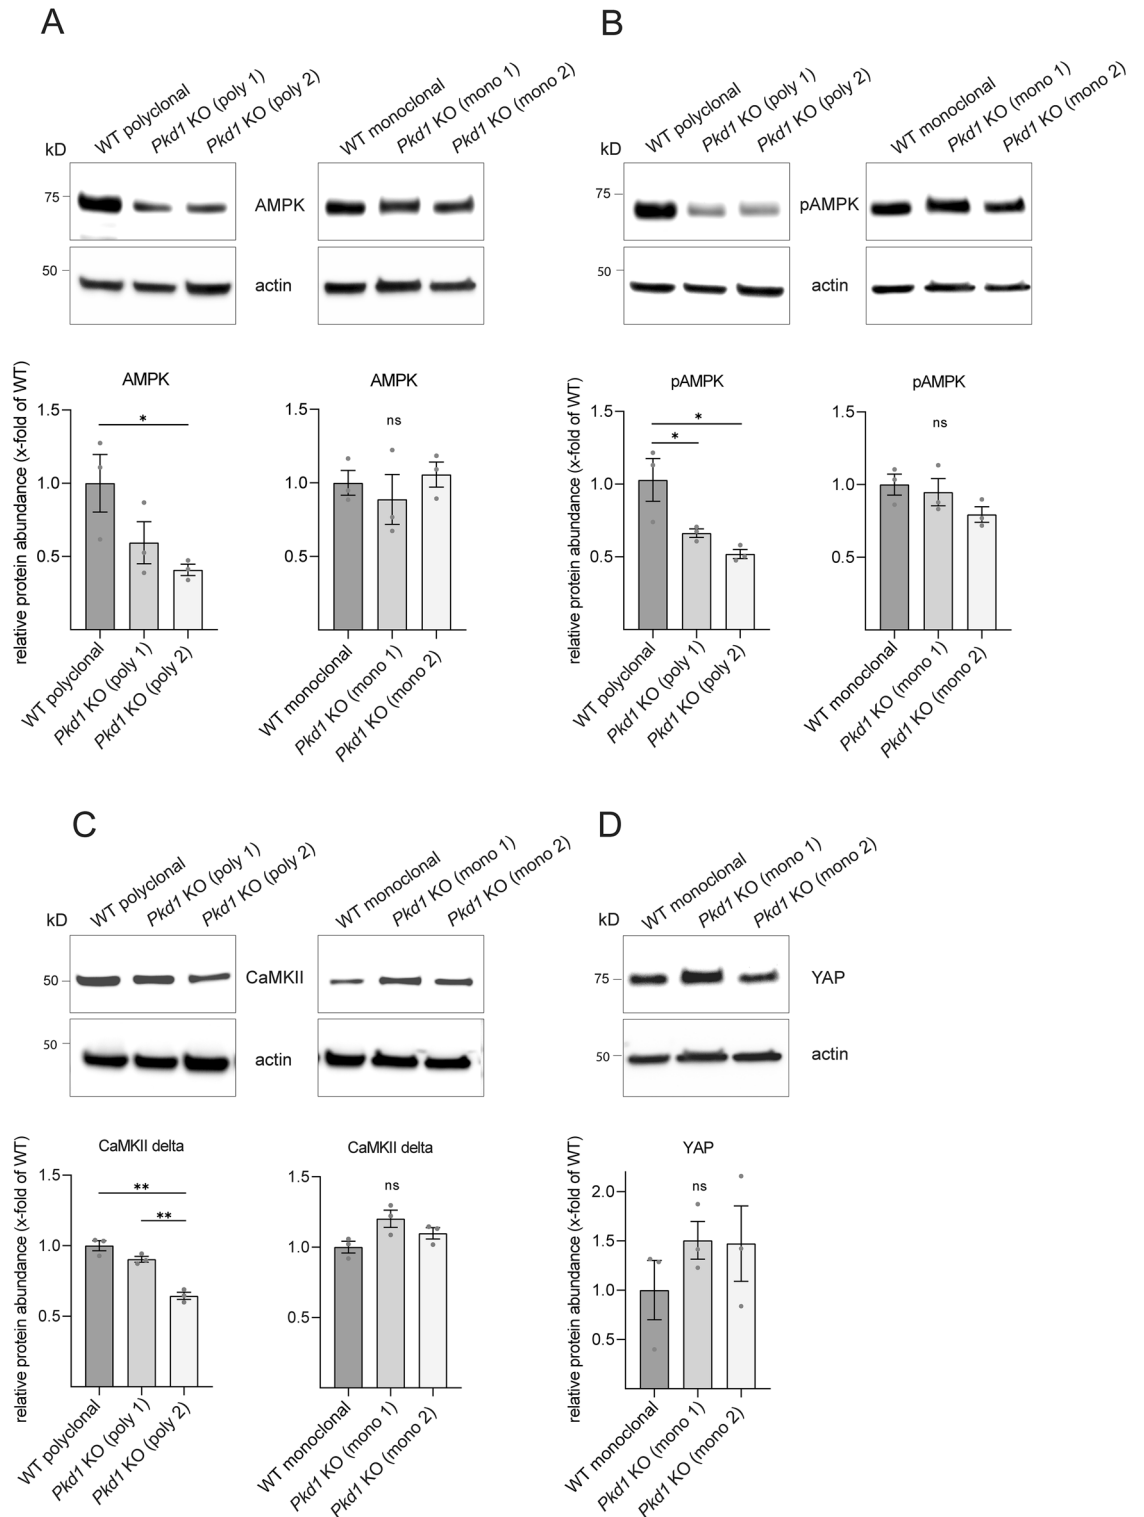 A
kD
WT polyclonal
Pkd1 KO (poly 1)
Pkd1 KO (poly 2)
WT monoclonal
Pkd1 KO (mono 1)
Pkd1 KO (mono 2)
75
AMPK
50
actin
relative protein abundance (x-fold of WT)
AMPK
1.5
1.0
0.5
*
WT polyclonal
Pkd1 KO (poly 1)
Pkd1 KO (poly 2)
AMPK
1.5
1.0
0.5
ns
WT monoclonal
Pkd1 KO (mono 1)
Pkd1 KO (mono 2)
B
kD
WT polyclonal
Pkd1 KO (poly 1)
Pkd1 KO (poly 2)
WT monoclonal
Pkd1 KO (mono 1)
Pkd1 KO (mono 2)
75
pAMPK
50
actin
relative protein abundance (x-fold of WT)
pAMPK
1.5
1.0
0.5
*
*
WT polyclonal
Pkd1 KO (poly 1)
Pkd1 KO (poly 2)
pAMPK
1.5
1.0
0.5
ns
WT monoclonal
Pkd1 KO (mono 1)
Pkd1 KO (mono 2)
C
kD
WT polyclonal
Pkd1 KO (poly 1)
Pkd1 KO (poly 2)
WT monoclonal
Pkd1 KO (mono 1)
Pkd1 KO (mono 2)
50
CaMKII
50
actin
relative protein abundance (x-fold of WT)
CaMKII delta
1.5
1.0
0.5
**
**
WT polyclonal
Pkd1 KO (poly 1)
Pkd1 KO (poly 2)
CaMKII delta
1.5
1.0
0.5
ns
WT monoclonal
Pkd1 KO (mono 1)
Pkd1 KO (mono 2)
D
kD
WT monoclonal
Pkd1 KO (mono 1)
Pkd1 KO (mono 2)
75
YAP
50
actin
relative protein abundance (x-fold of WT)
YAP
2.0
1.5
1.0
0.5
ns
WT monoclonal
Pkd1 KO (mono 1)
Pkd1 KO (mono 2)